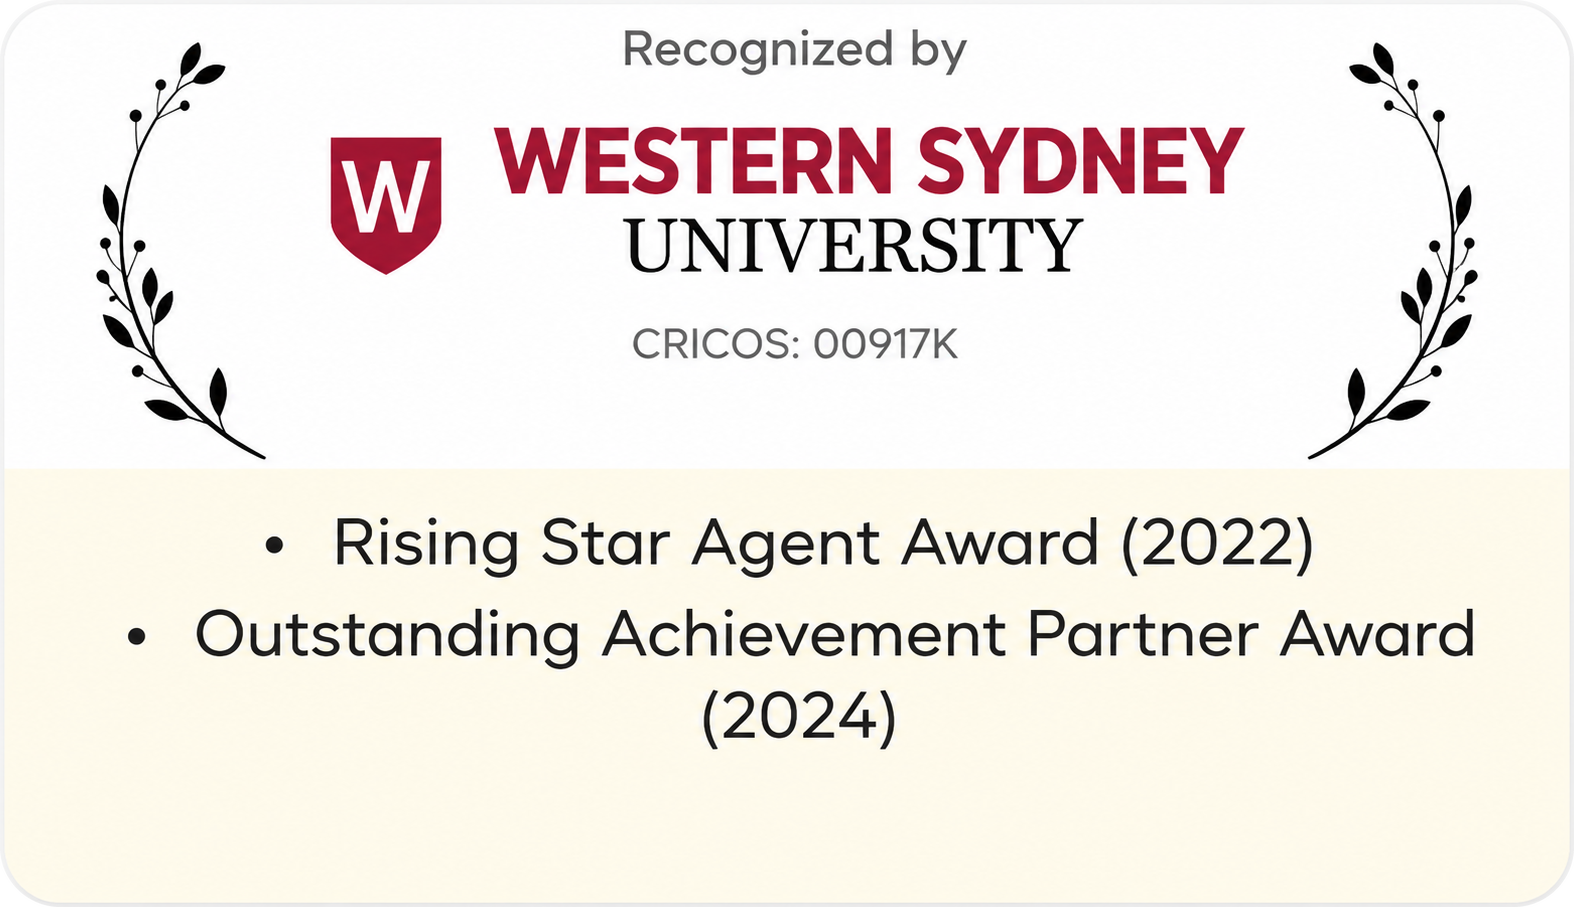 Recognized by
W
WESTERN SYDNEY
UNIVERSITY
CRICOS: 00917K
• Rising Star Agent Award (2022)
• Outstanding Achievement Partner Award
(2024)